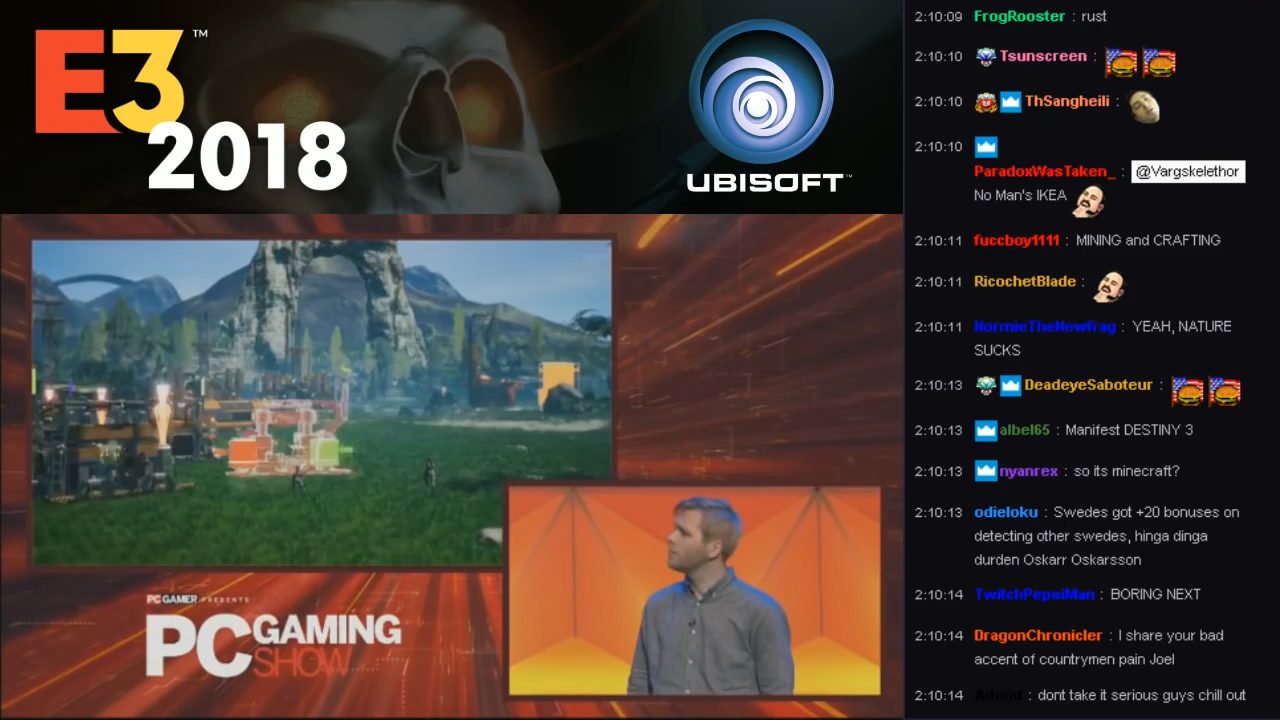 E3™
2018
UBISOFT™
PC GAMER PRESENTS
PC GAMING
SHOW
2:10:09 FrogRooster : rust
2:10:10 Tsunscreen :
2:10:10 ThSangheili :
2:10:10
ParadoxWasTaken_ : @Vargskelethor
No Man's IKEA
2:10:11 fuccboy1111 : MINING and CRAFTING
2:10:11 RicochetBlade :
2:10:11 NormieTheNewfrag : YEAH, NATURE
SUCKS
2:10:13 DeadeyeSaboteur :
2:10:13 albel65 : Manifest DESTINY 3
2:10:13 nyanrex : so its minecraft?
2:10:13 odieloku : Swedes got +20 bonuses on
detecting other swedes, hinga dinga
durden Oskarr Oskarsson
2:10:14 TwitchPepelMan : BORING NEXT
2:10:14 DragonChronicler : I share your bad
accent of countrymen pain Joel
2:10:14 : dont take it serious guys chill out